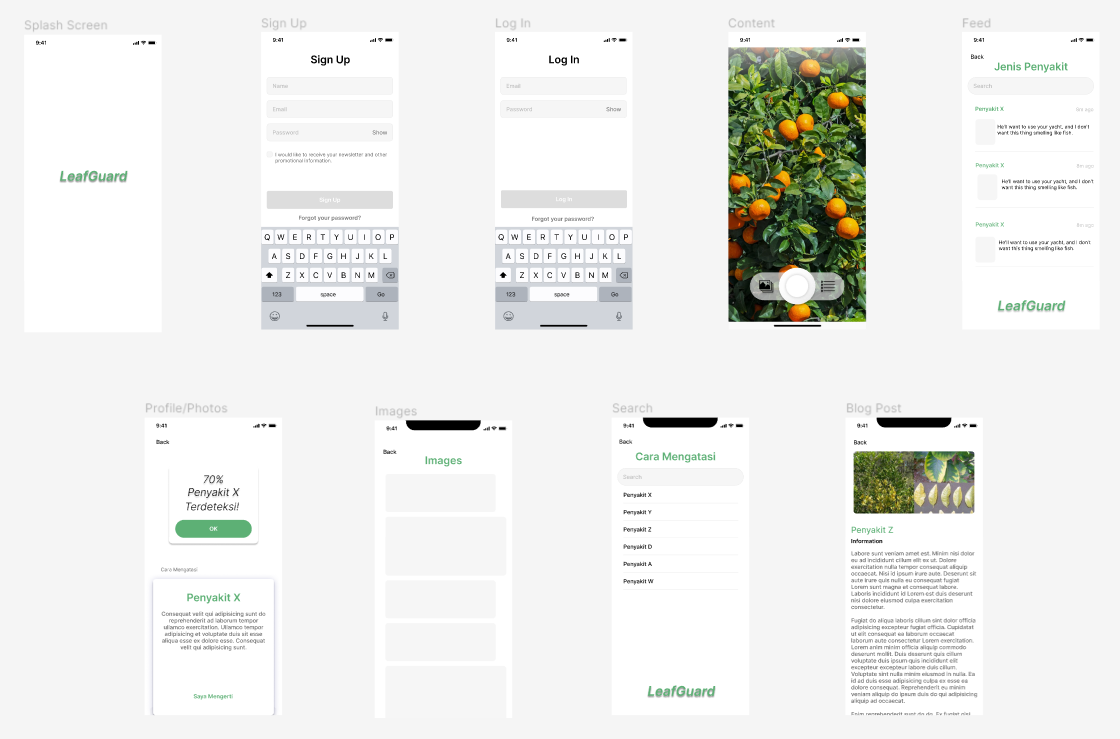 Splash Screen
9:41
LeafGuard
Sign Up
9:41
Sign Up
Name
Email
Password
Show
I would like to receive your newsletter and other
promotional information.
Sign Up
Forgot your password?
Q W E R T Y U I O P
A S D F G H J K L
Z X C V B N M
123
space
Go
Log In
9:41
Log In
Email
Password
Show
Log In
Forgot your password?
Q W E R T Y U I O P
A S D F G H J K L
Z X C V B N M
123
space
Go
Content
9:41
Feed
9:41
Back
Jenis Penyakit
Search
Penyakit X
8m ago
He'll want to use your yacht, and I don't
want this thing smelling like fish.
Penyakit X
8m ago
He'll want to use your yacht, and I don't
want this thing smelling like fish.
Penyakit X
8m ago
He'll want to use your yacht, and I don't
want this thing smelling like fish.
LeafGuard
Profile/Photos
9:41
Back
70%
Penyakit X
Terdeteksi!
OK
Cara Mengatasi
Penyakit X
Consequat velit qui adipisicing sunt do
reprehenderit ad laborum tempor
ullamco exercitation. Ullamco tempor
adipisicing et voluptate duis sit esse
aliqua esse ex dolore esse. Consequat
velit qui adipisicing sunt.
Saya Mengerti
Images
9:41
Back
Images
Search
9:41
Back
Cara Mengatasi
Search
Penyakit X
Penyakit Y
Penyakit Z
Penyakit D
Penyakit A
Penyakit W
LeafGuard
Blog Post
9:41
Back
Penyakit Z
Information
Labore sunt veniam amet est. Minim nisi dolor
eu ad incididunt cillum elit ex ut. Dolore
exercitation nulla tempor consequat aliquip
occaecat. Nisi id ipsum irure aute. Deserunt sit
aute irure quis nulla eu consequat fugiat
Lorem sunt magna et consequat labore.
Laboris incididunt id Lorem est duis deserunt
nisi dolore eiusmod culpa exercitation
consectetur.
Fugiat do aliqua laboris cillum sint dolor officia
adipisicing excepteur fugiat officia. Cupidatat
ut elit consequat ea laborum occaecat
laborum aute consequat Lorem exercitation.
Lorem anim minim officia aliquip commodo
deserunt mollit. Duis deserunt quis cillum
voluptate duis ipsum quis incididunt elit
excepteur excepteur labore duis cillum.
Voluptate sint nulla minim eiusmod in nulla. Ea
id ad duis esse adipisicing culpa ex esse ea
dolore consequat. Reprehenderit eu minim
veniam aliquip do ipsum duis do qui adipisicing
aliquip ad occaecat.